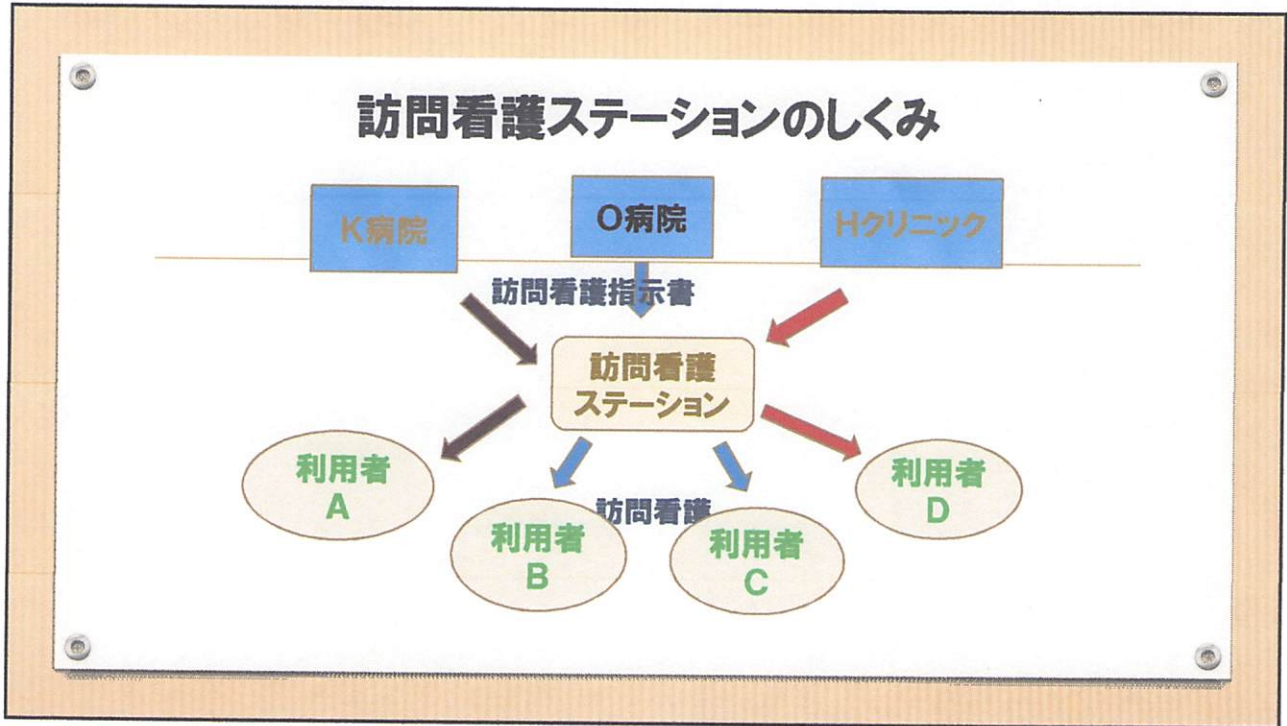 訪問看護ステーションのしくみ
K病院
O病院
Hクリニック
訪問看護指示書
訪問看護
ステーション
利用者
A
利用者
B
訪問看護
利用者
C
利用者
D